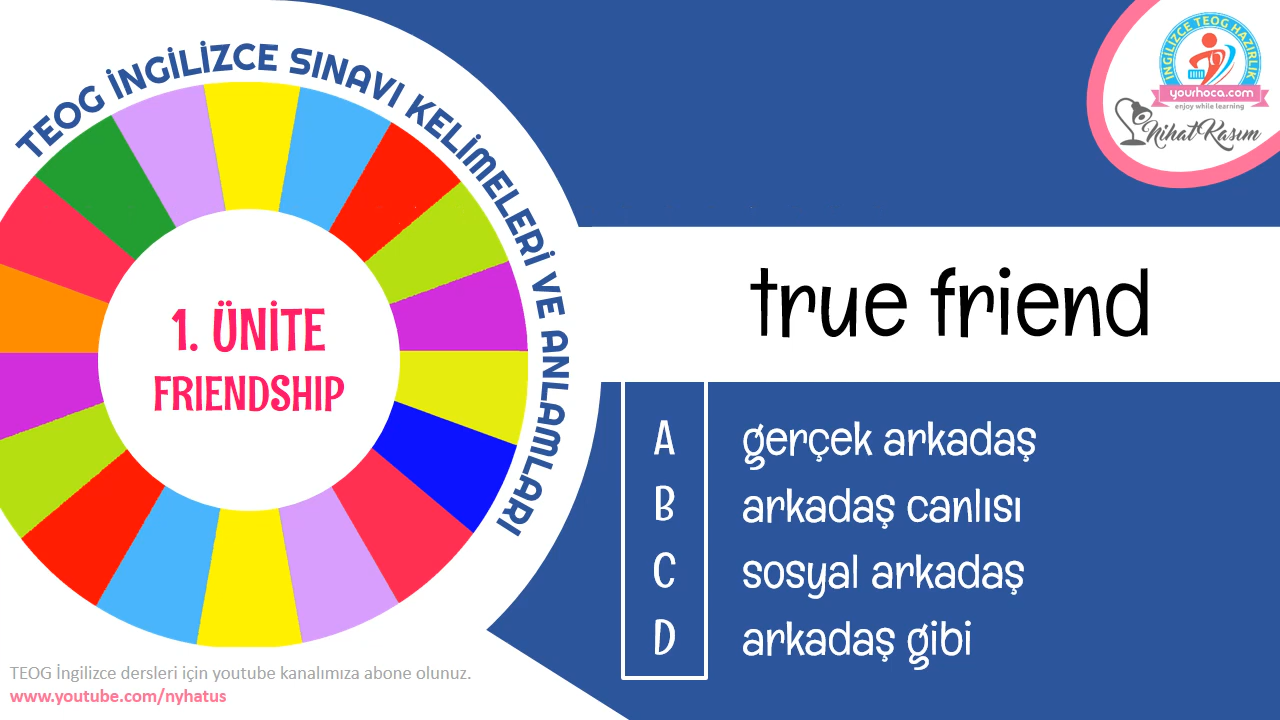 TEOG İNGİLİZCE SINAVI KELİMELERİ VE ANLAMLARI
İNGİLİZCE TEOG HAZIRLIK
yourhoca.com
enjoy while learning
Nihat Kasım
1. ÜNİTE
FRIENDSHIP
true friend
A gerçek arkadaş
B arkadaş canlısı
C sosyal arkadaş
D arkadaş gibi
TEOG İngilizce dersleri için youtube kanalımıza abone olunuz.
www.youtube.com/nyhatus